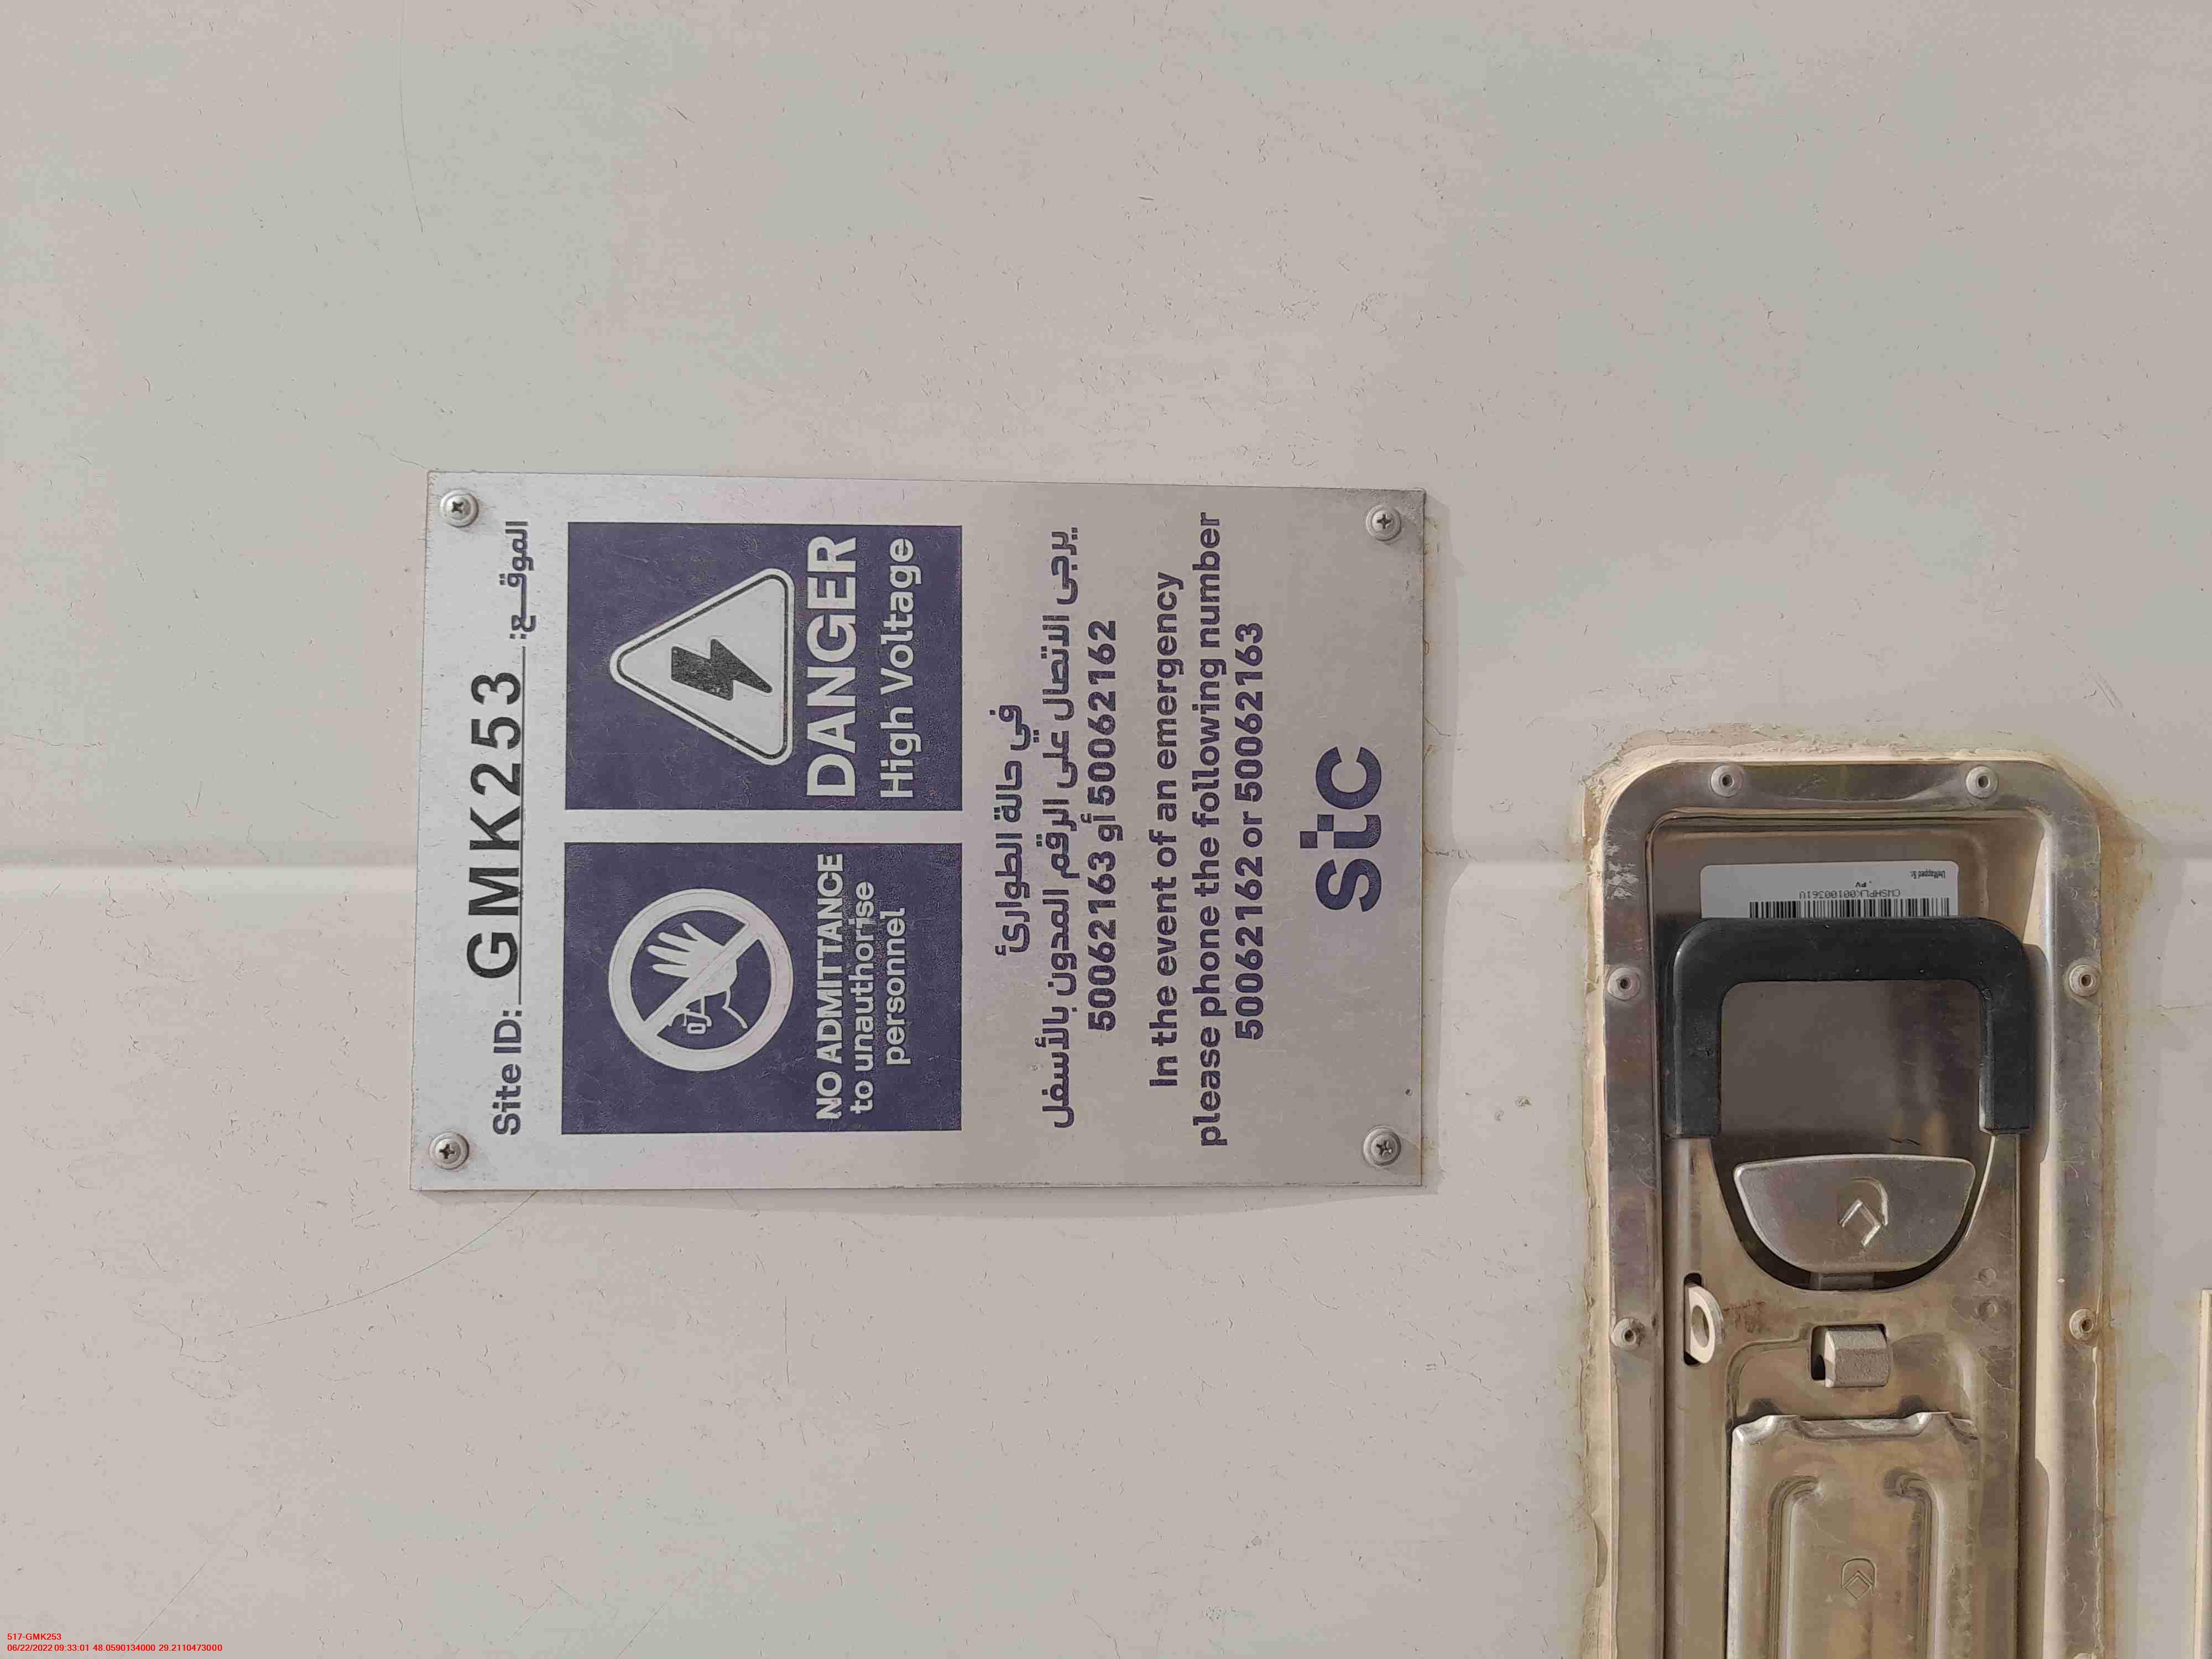 Site ID: GMK253 الموقع:
NO ADMITTANCE
to unauthorise
personnel
DANGER
High Voltage
في حالة الطوارئ
يرجى الاتصال على الرقم المدون بالأسفل
50062163 أو 50062162
In the event of an emergency
please phone the following number
50062162 or 50062163
stc
CWSHPLK00100361U
517-GMK253
06/22/2022 09:33:01 48.0590134000 29.2110473000